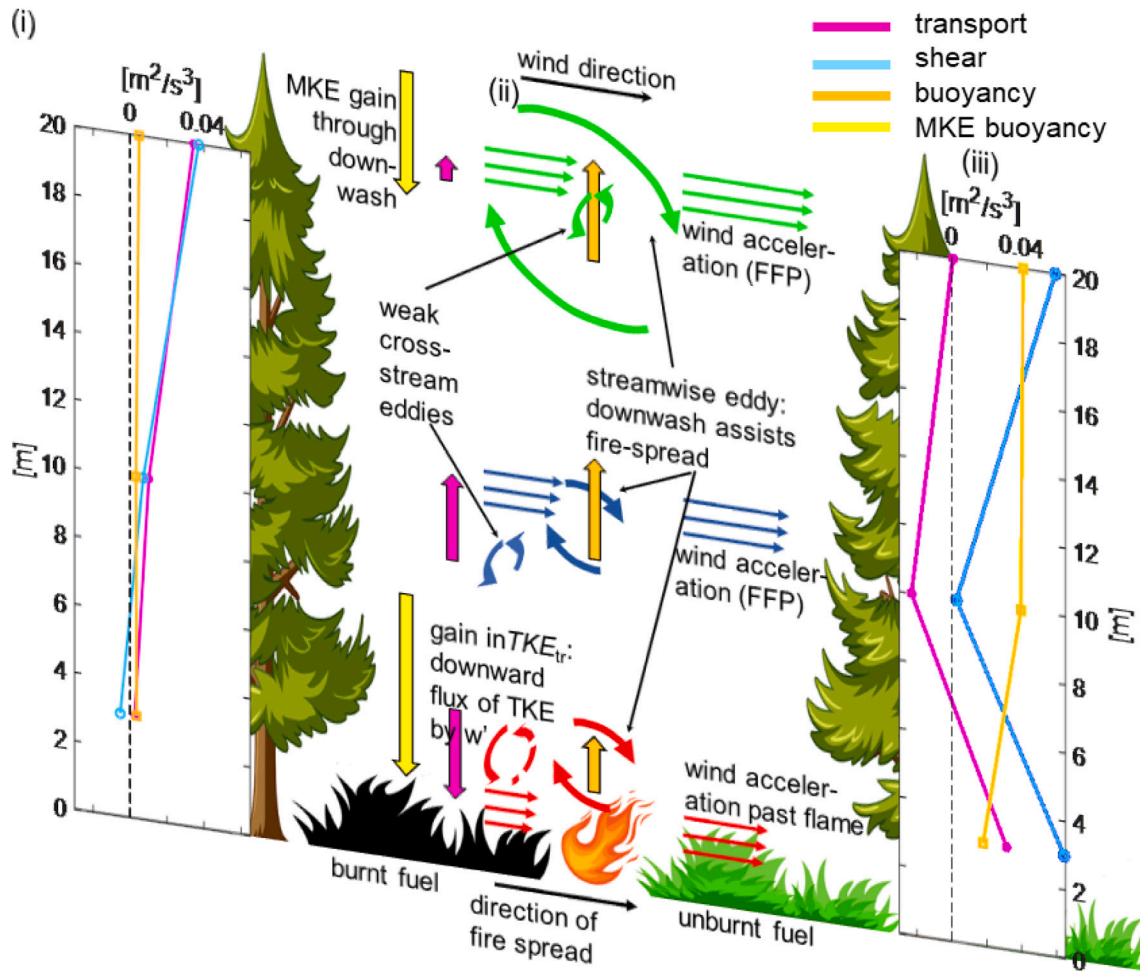 (i)
transport
shear
buoyancy
MKE buoyancy
[m²/s³]
0
0.04
20
18
16
14
12
10
8
6
4
2
0
[m]
MKE gain
through
down-
wash
(ii)
wind direction
wind acceler-
ation (FFP)
weak
cross-
stream
eddies
streamwise eddy:
downwash assists
fire-spread
wind acceler-
ation (FFP)
gain inTKEtr:
downward
flux of TKE
by w'
wind acceler-
ation past flame
burnt fuel
direction of
fire spread
unburnt fuel
(iii)
[m²/s³]
0
0.04
20
18
16
14
12
10
8
6
4
2
0
[m]